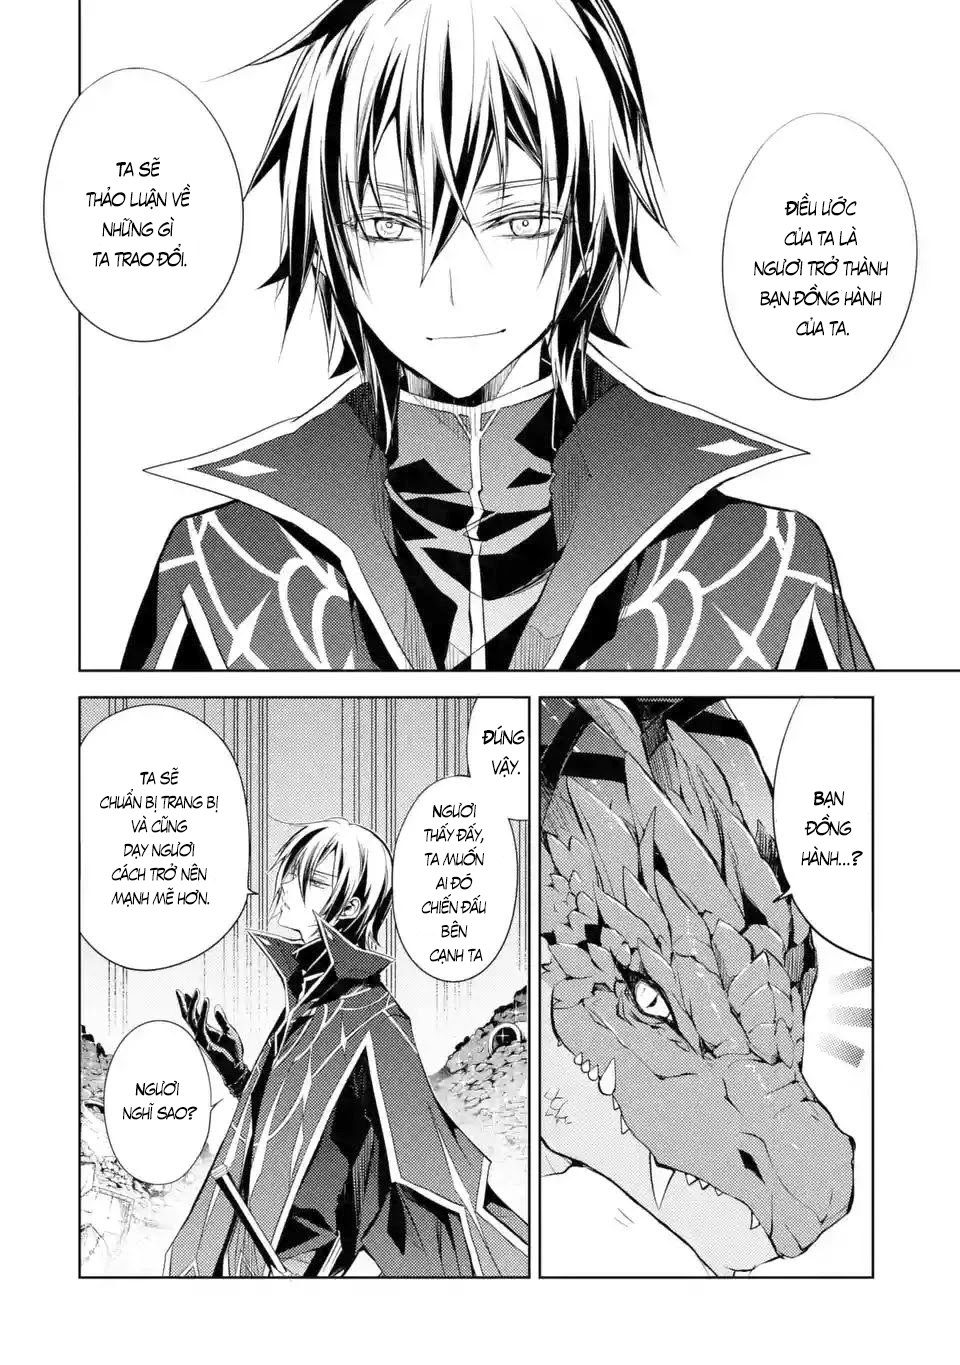 ĐIỀU ƯỚC
CỦA TA LÀ
NGƯƠI TRỞ THÀNH
BẠN ĐỒNG HÀNH
CỦA TA.
TA SẼ
THẢO LUẬN VỀ
NHỮNG GÌ
TA TRAO ĐỔI.
BẠN
ĐỒNG
HÀNH...?
ĐÚNG
VẬY.
NGƯƠI
THẤY ĐẤY,
TA MUỐN
AI ĐÓ
CHIẾN ĐẤU
BÊN
CẠNH TA
TA SẼ
CHUẨN BỊ TRANG BỊ
VÀ CŨNG
DẠY NGƯƠI
CÁCH TRỞ NÊN
MẠNH MẼ HƠN.
NGƯƠI
NGHĨ SAO?